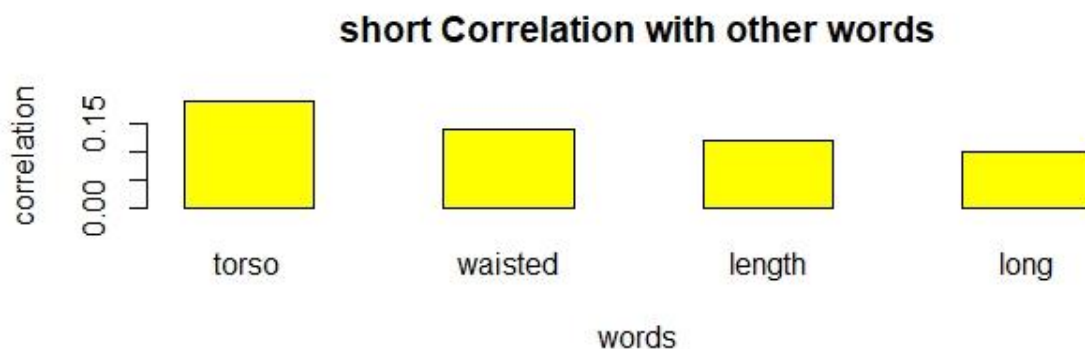 short Correlation with other words
correlation
0.15
0.00
torso waisted length long
words